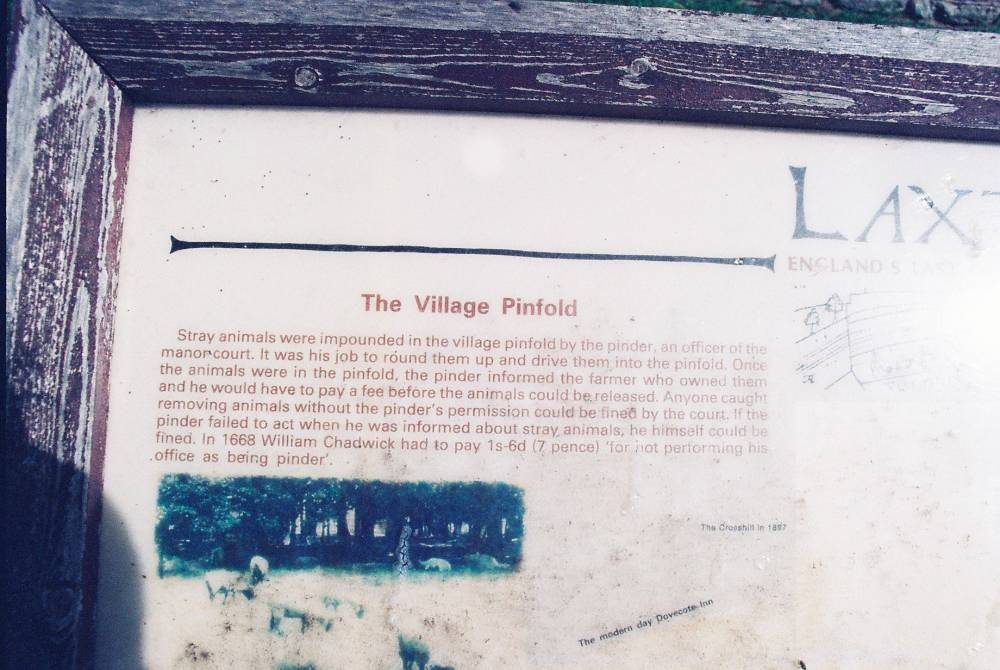 LAX
ENGLAND'S LAST
The Village Pinfold
Stray animals were impounded in the village pinfold by the pinder, an officer of the
manor court. It was his job to round them up and drive them into the pinfold. Once
the animals were in the pinfold, the pinder informed the farmer who owned them
and he would have to pay a fee before the animals could be released. Anyone caught
removing animals without the pinder's permission could be fined by the court. If the
pinder failed to act when he was informed about stray animals, he himself could be
fined. In 1668 William Chadwick had to pay 1s-6d (7 pence) 'for not performing his
office as being pinder'.
The Crosshill in 1897
The modern day Dovecote Inn